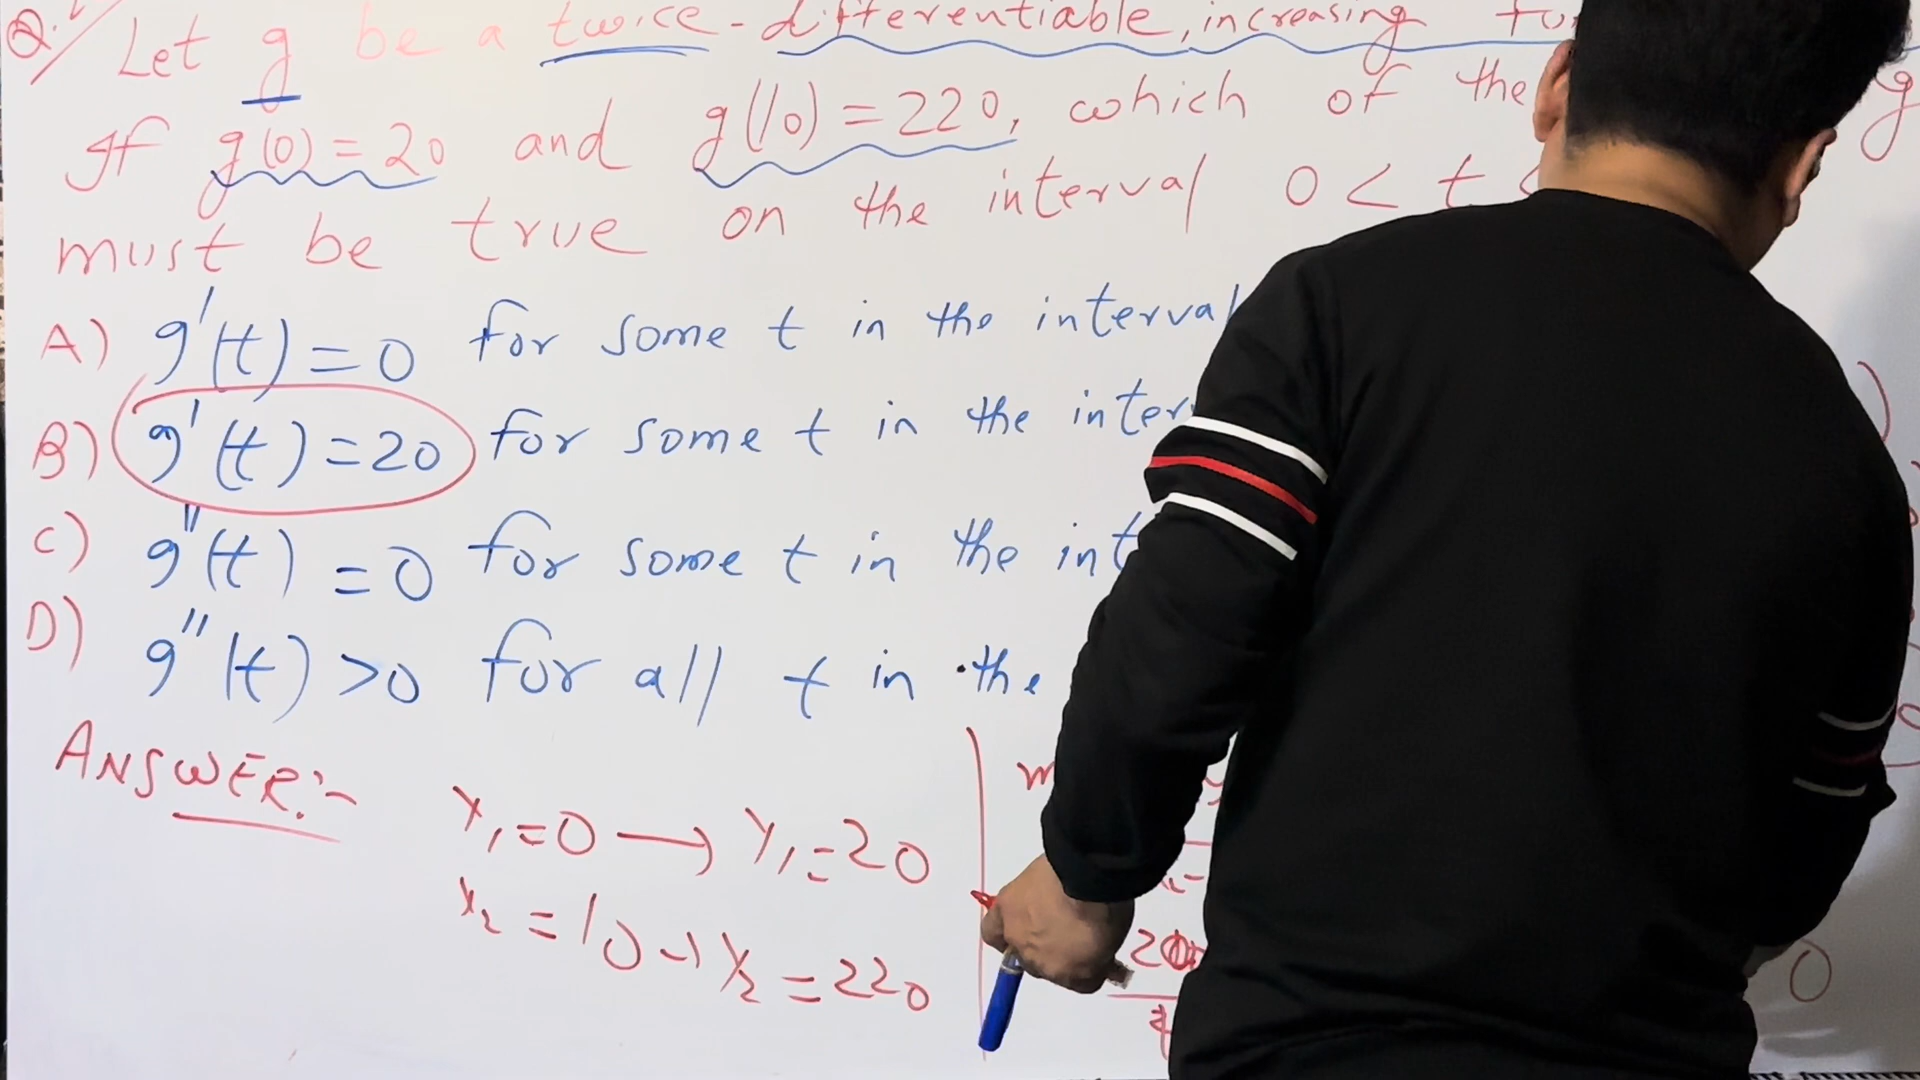 Q. Let g be a twice-differentiable, increasing
If g(0) = 20 and g(10) = 220, which of the
must be true on the interval 0 < t
A) g'(t) = 0 for some t in the interval
B) g'(t) = 20 for some t in the
C) g''(t) = 0 for some t in the
D) g''(t) > 0 for all t in the
ANSWER:-
x₁ = 0 → y₁ = 20
x₂ = 10 → y₂ = 220